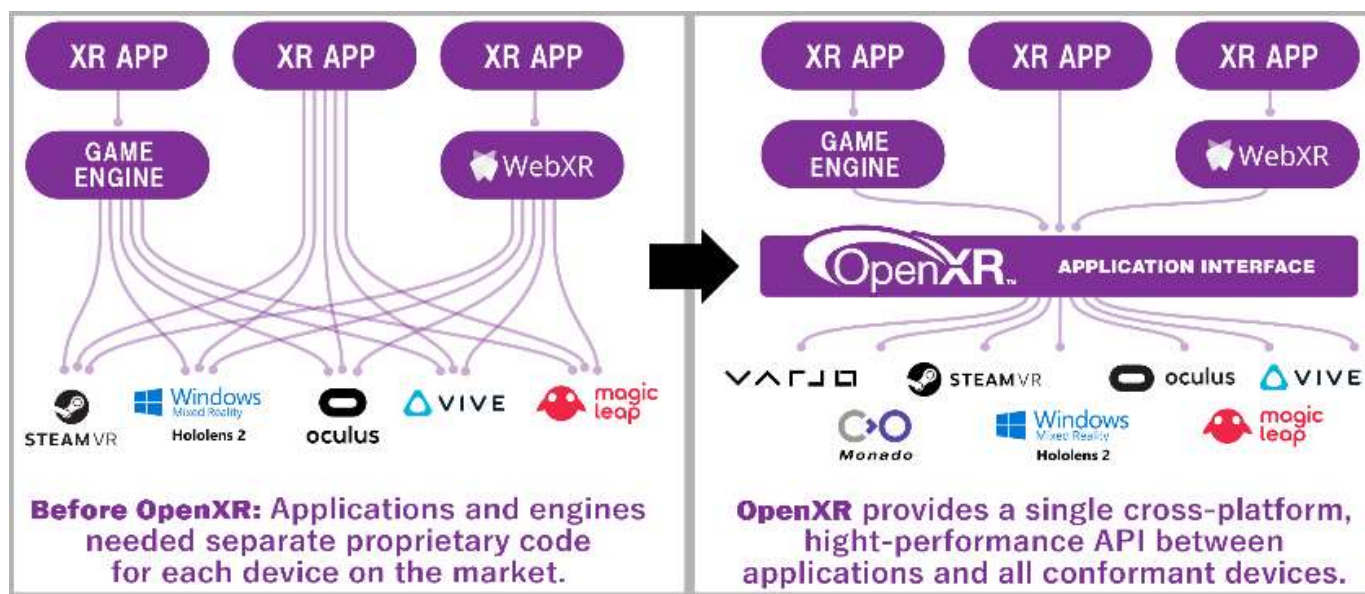 XR APP
XR APP
XR APP
GAME
ENGINE
WebXR
STEAMVR
Windows
Mixed Reality
Hololens 2
oculus
VIVE
magic
leap
Before OpenXR: Applications and engines
needed separate proprietary code
for each device on the market.
XR APP
XR APP
XR APP
GAME
ENGINE
WebXR
OpenXR™ APPLICATION INTERFACE
VARJO
STEAMVR
oculus
VIVE
Monado
Windows
Mixed Reality
Hololens 2
magic
leap
OpenXR provides a single cross-platform,
hight-performance API between
applications and all conformant devices.